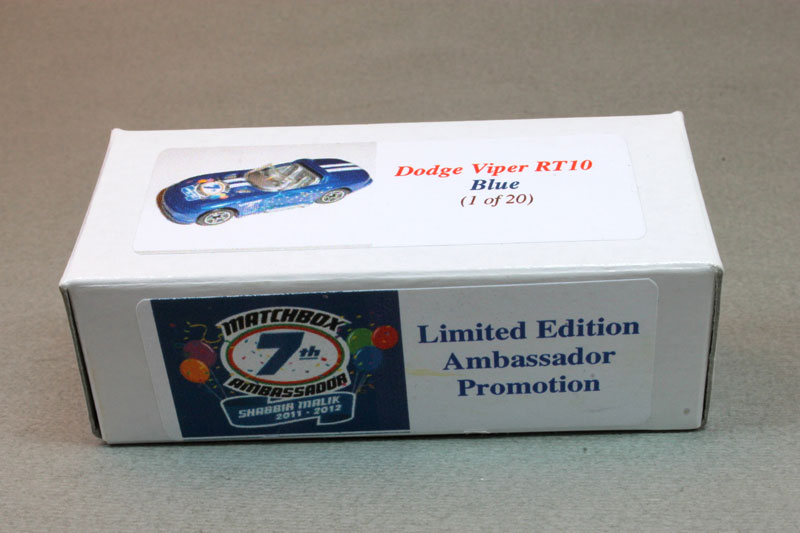 Dodge Viper RT10
Blue
(1 of 20)
MATCHBOX
7th
AMBASSADOR
SHABBIR MALIK
2011 - 2012
Limited Edition
Ambassador
Promotion